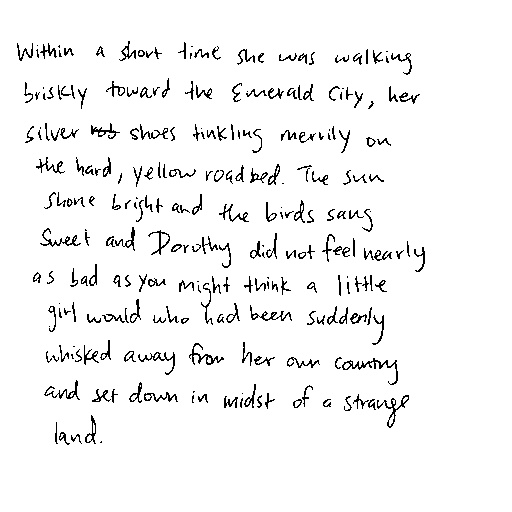 Within a short time she was walking
briskly toward the Emerald City, her
silver shoes tinkling merrily on
the hard, yellow roadbed. The sun
shone bright and the birds sang
sweet and Dorothy did not feel nearly
as bad as you might think a little
girl would who had been suddenly
whisked away from her own country
and set down in midst of a strange
land.